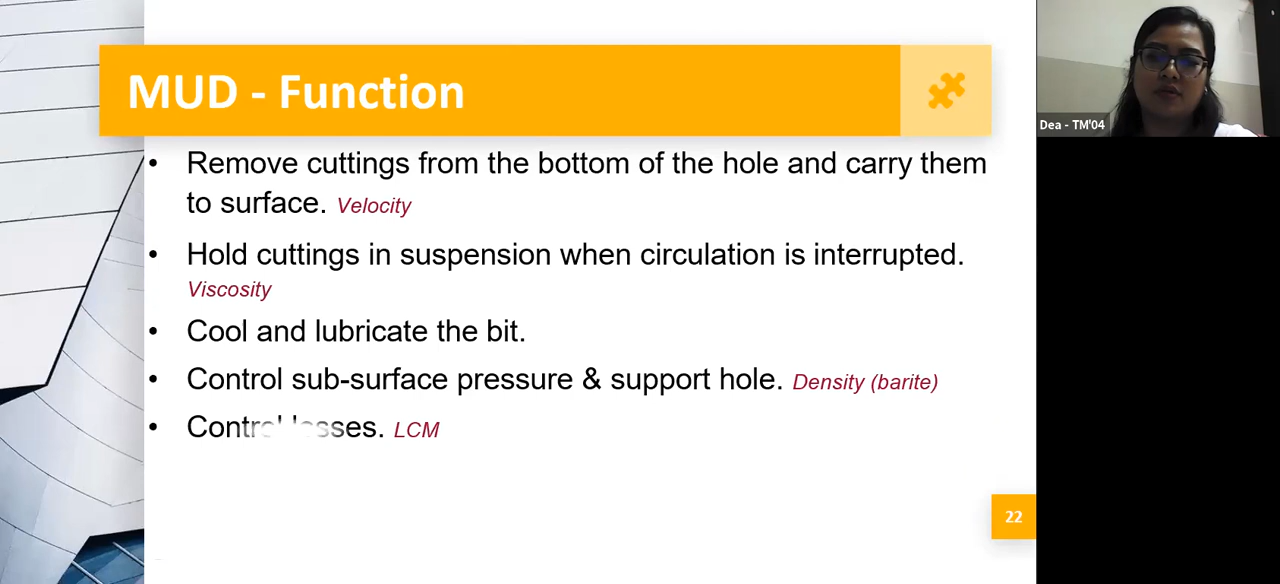 MUD - Function
• Remove cuttings from the bottom of the hole and carry them
to surface. Velocity
• Hold cuttings in suspension when circulation is interrupted.
Viscosity
• Cool and lubricate the bit.
• Control sub-surface pressure & support hole. Density (barite)
• Control losses. LCM
22
Dea - TM'04